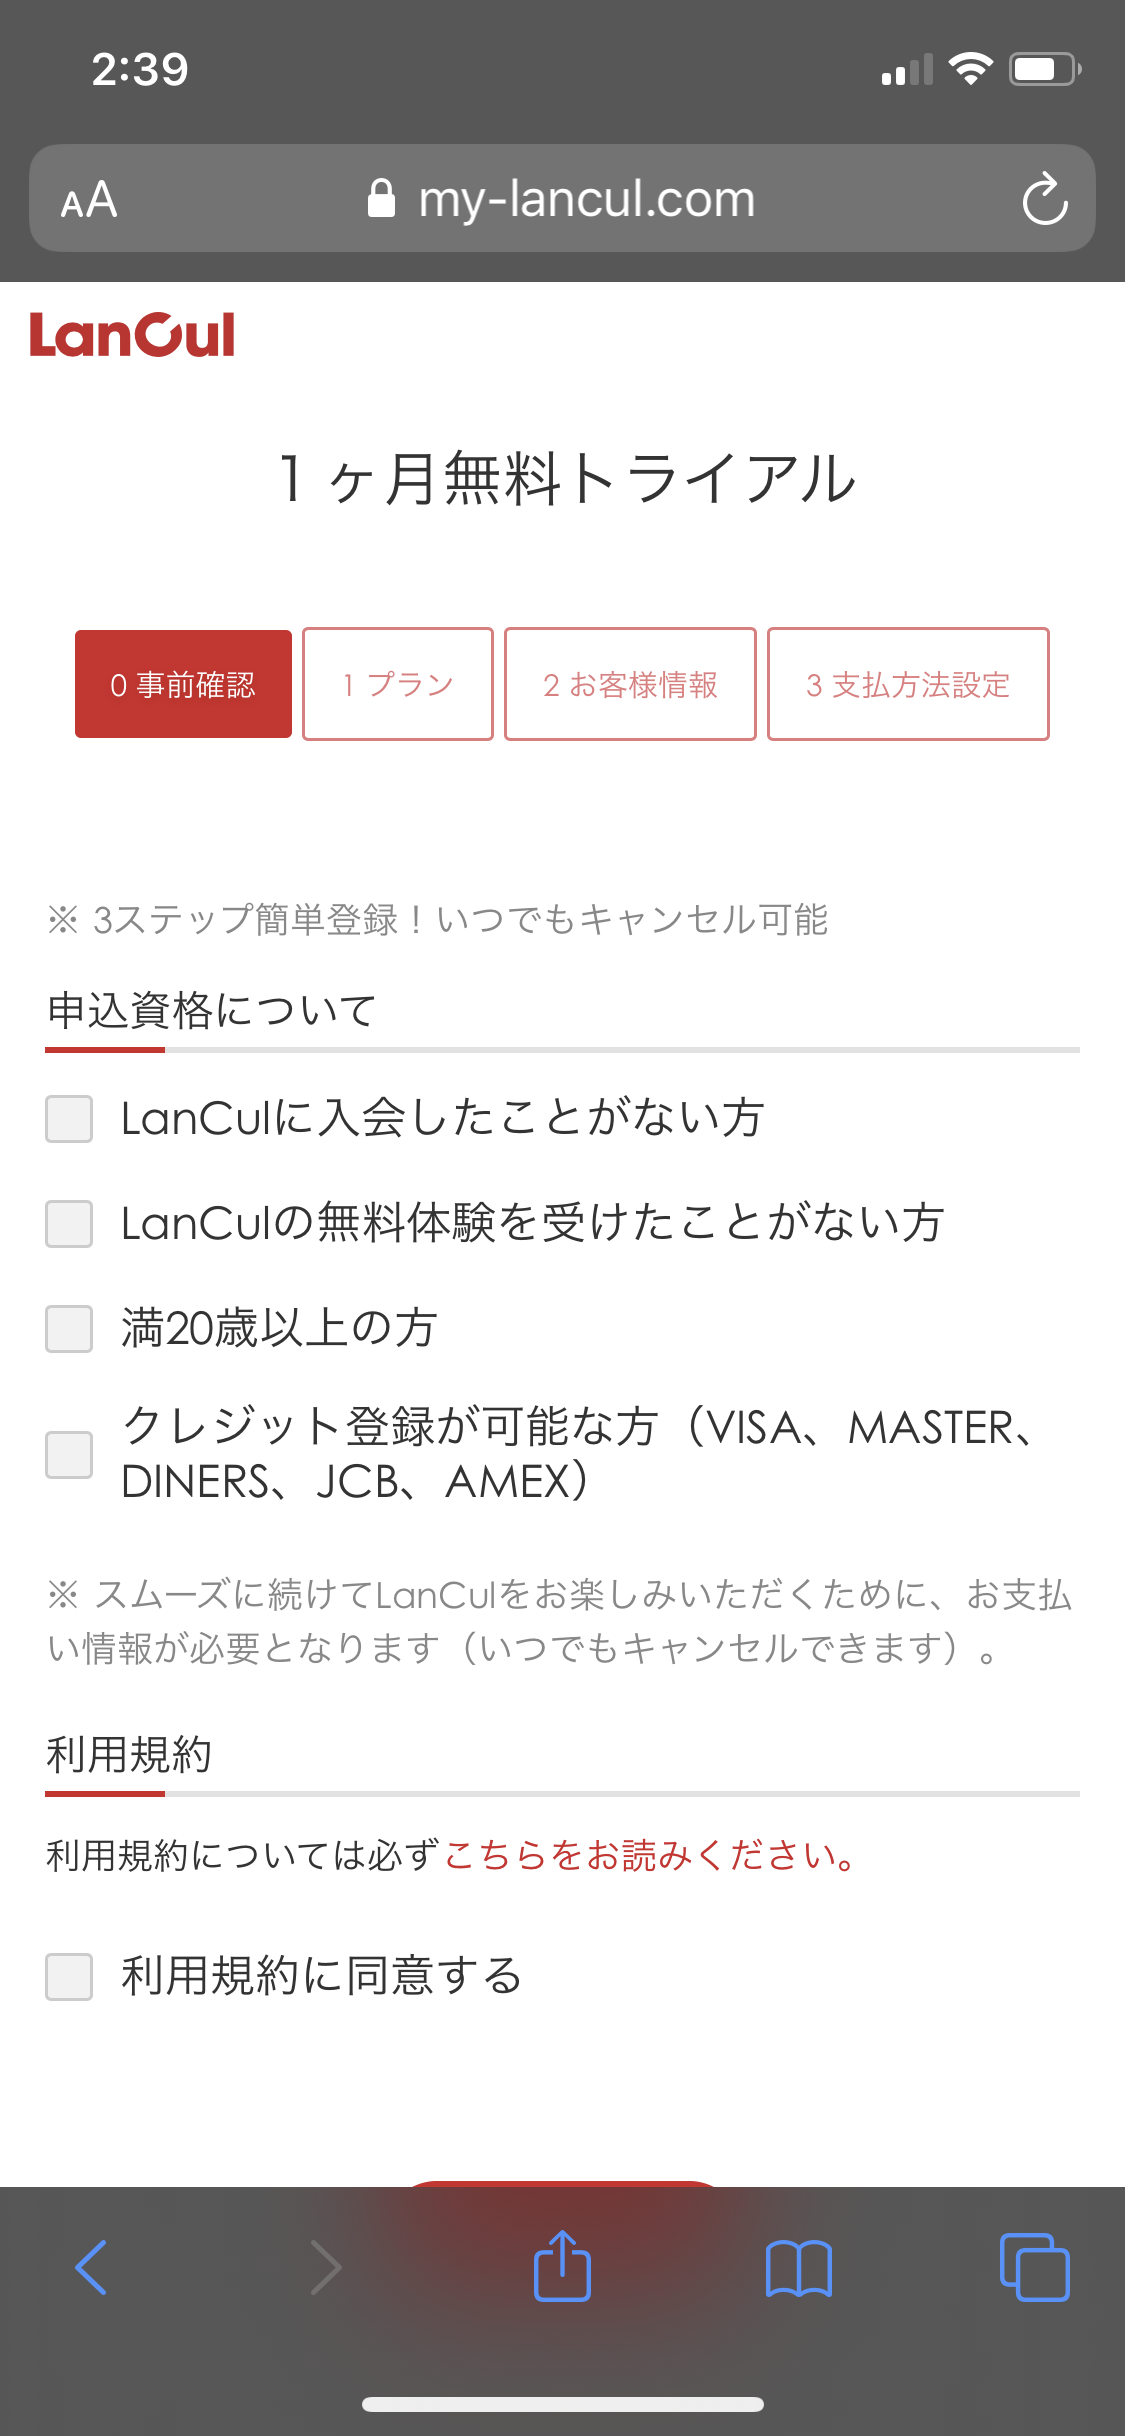 2:39
AA my-lancul.com
LanCul
1ヶ月無料トライアル
0 事前確認 1 プラン 2 お客様情報 3 支払方法設定
※ 3ステップ簡単登録！いつでもキャンセル可能
申込資格について
LanCulに入会したことがない方
LanCulの無料体験を受けたことがない方
満20歳以上の方
クレジット登録が可能な方（VISA、MASTER、
DINERS、JCB、AMEX）
※ スムーズに続けてLanCulをお楽しみいただくために、お支払
い情報が必要となります（いつでもキャンセルできます）。
利用規約
利用規約については必ずこちらをお読みください。
利用規約に同意する